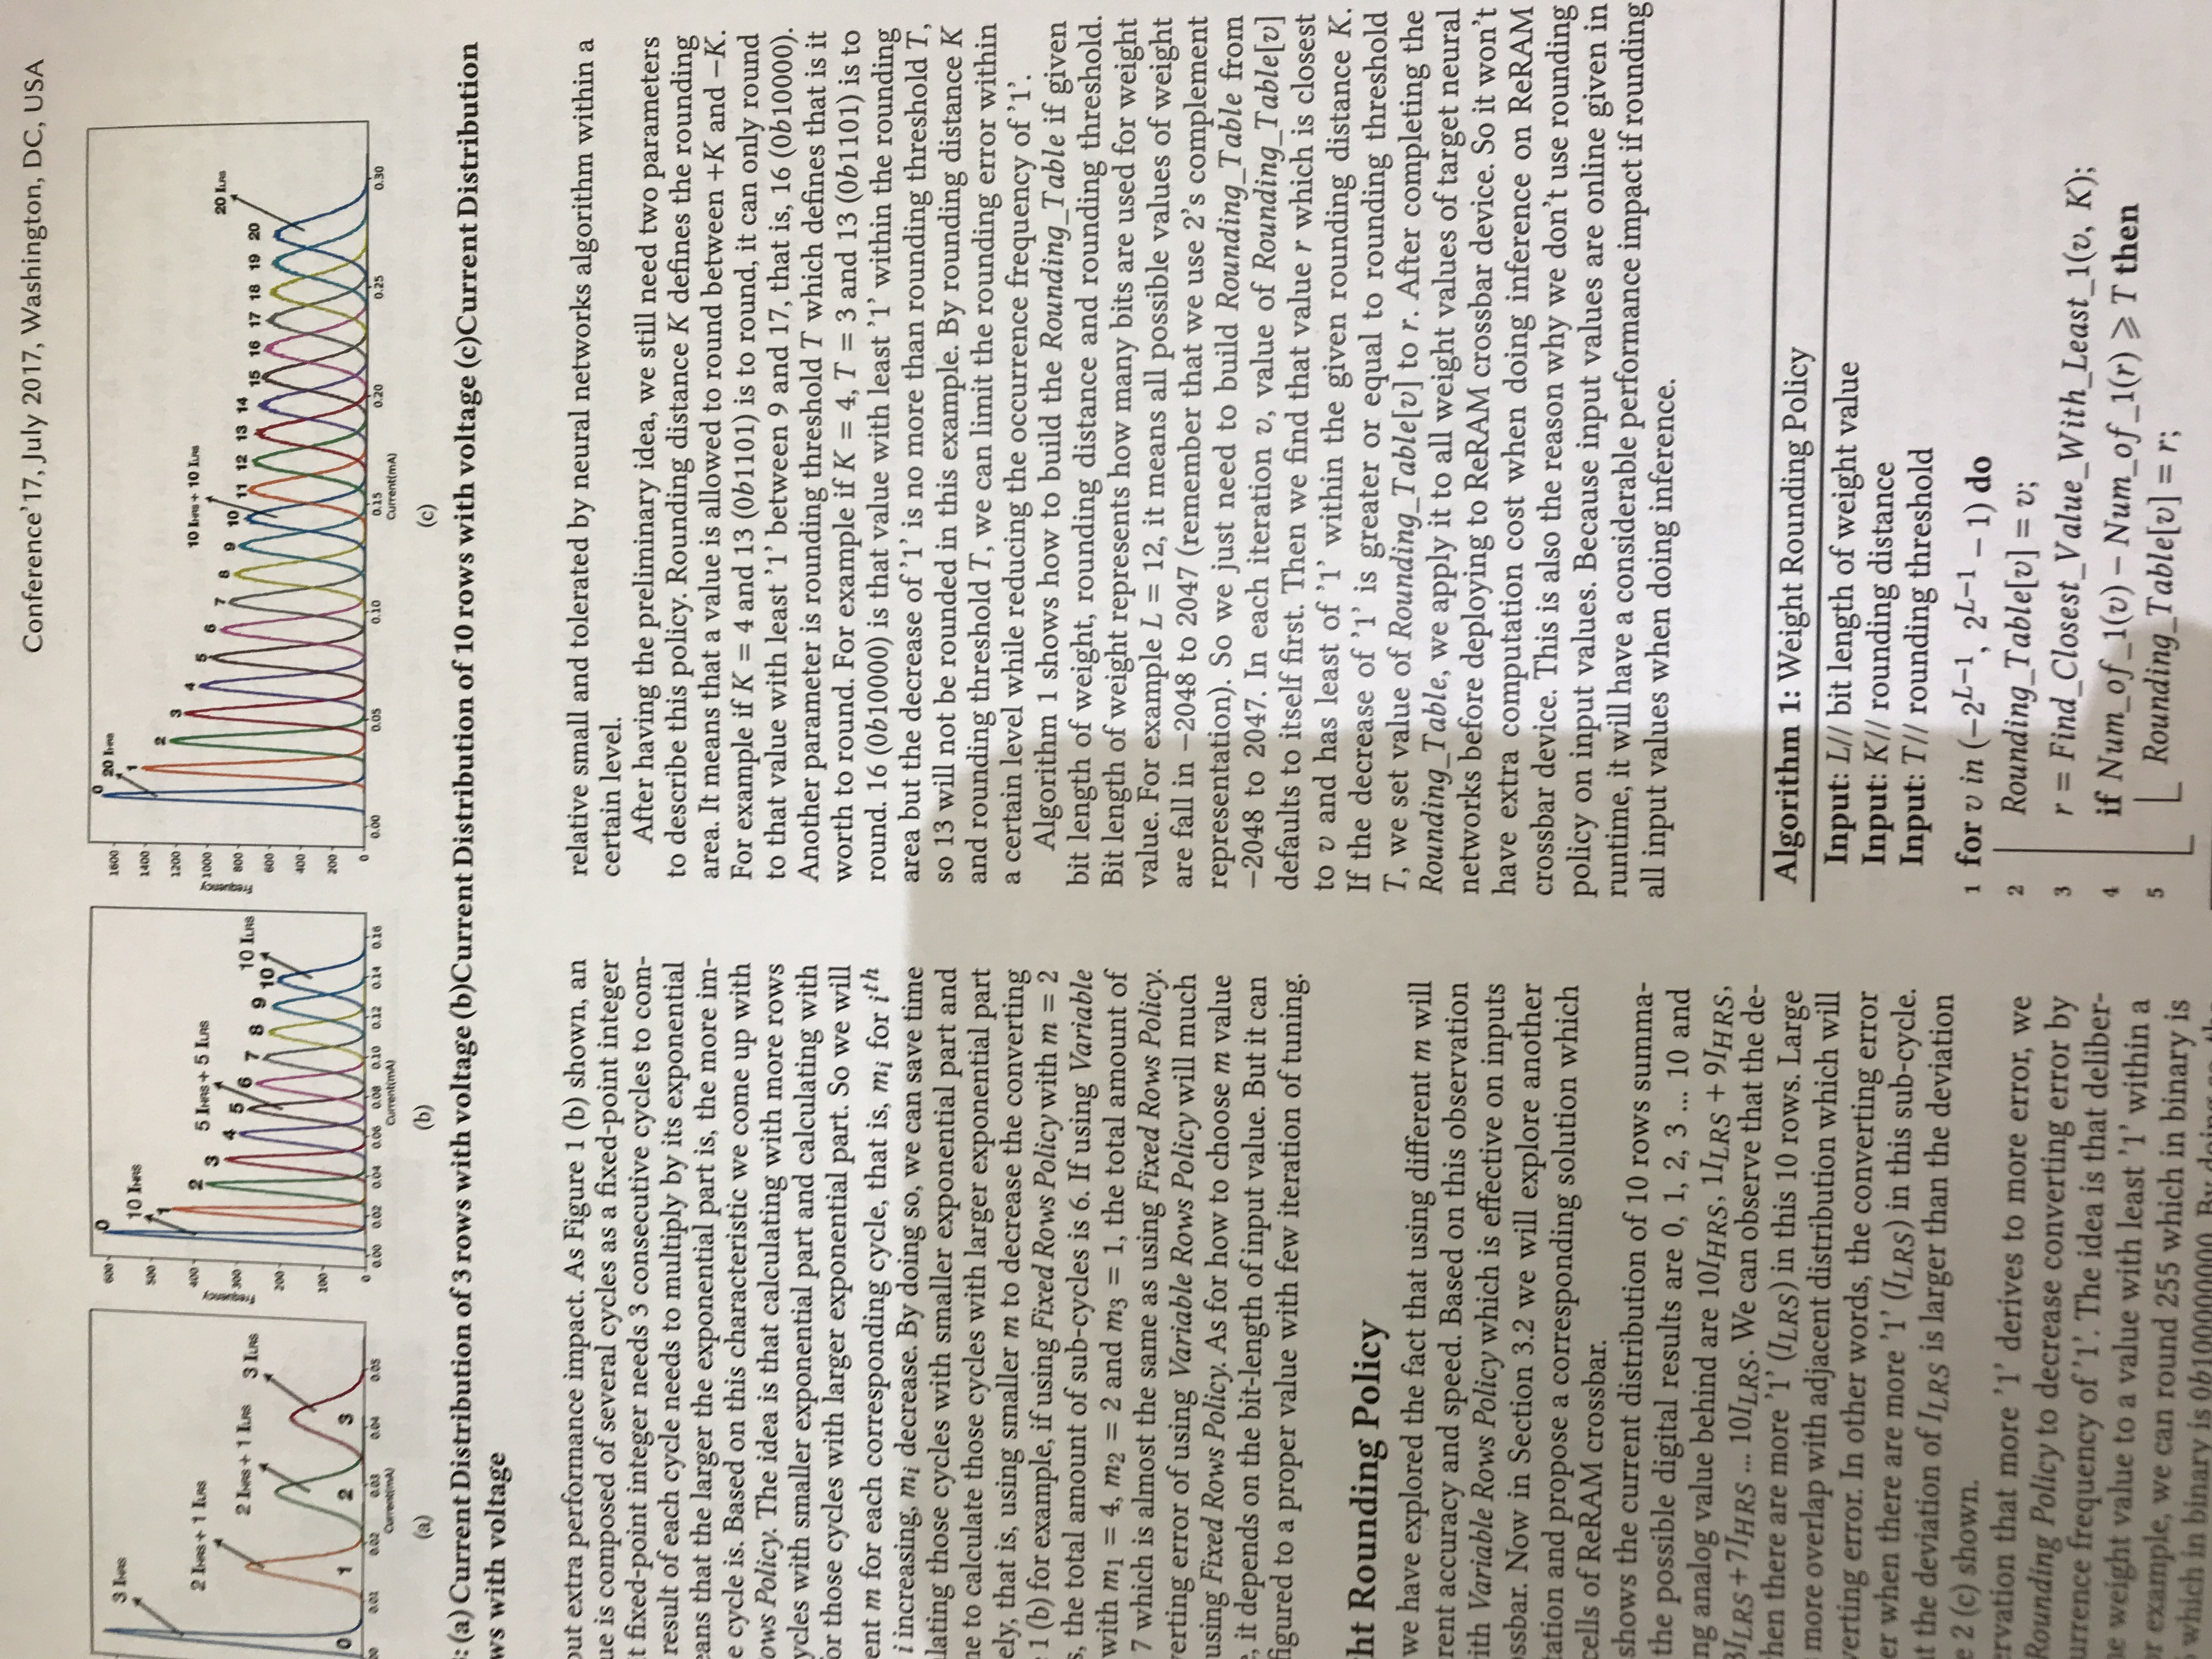 Conference'17, July 2017, Washington, DC, USA
3 IHRS
2 IHRS + 1 ILRS
2 IHRS + 1 ILRS
3 ILRS
0 1 2 3
0.01 0.02 0.03 0.04 0.05
Current(mA)
(a)
600
500
400
300
200
100
0
Frequency
0
10 IHRS
1 2 3 4 5 6 7 8 9 10
5 IHRS + 5 ILRS
10 ILRS
0.00 0.02 0.04 0.06 0.08 0.10 0.12 0.14 0.16
Current(mA)
(b)
1600
1400
1200
1000
800
600
400
200
0
Frequency
0
20 IHRS
1 2 3 4 5 6 7 8 9 10 11 12 13 14 15 16 17 18 19 20
10 IHRS + 10 ILRS
20 ILRS
0.00 0.05 0.10 0.15 0.20 0.25 0.30
Current(mA)
(c)
: (a) Current Distribution of 3 rows with voltage (b)Current Distribution of 10 rows with voltage (c)Current Distribution
ws with voltage
out extra performance impact. As Figure 1 (b) shown, an
ue is composed of several cycles as a fixed-point integer
t fixed-point integer needs 3 consecutive cycles to com-
result of each cycle needs to multiply by its exponential
eans that the larger the exponential part is, the more im-
e cycle is. Based on this characteristic we come up with
ows Policy. The idea is that calculating with more rows
ycles with smaller exponential part and calculating with
or those cycles with larger exponential part. So we will
ent m for each corresponding cycle, that is, mi for ith
i increasing, mi decrease. By doing so, we can save time
lating those cycles with smaller exponential part and
ne to calculate those cycles with larger exponential part
ely, that is, using smaller m to decrease the converting
1 (b) for example, if using Fixed Rows Policy with m = 2
s, the total amount of sub-cycles is 6. If using Variable
with m1 = 4, m2 = 2 and m3 = 1, the total amount of
7 which is almost the same as using Fixed Rows Policy.
verting error of using Variable Rows Policy will much
using Fixed Rows Policy. As for how to choose m value
e, it depends on the bit-length of input value. But it can
figured to a proper value with few iteration of tuning.
ht Rounding Policy
we have explored the fact that using different m will
rent accuracy and speed. Based on this observation
ith Variable Rows Policy which is effective on inputs
ossbar. Now in Section 3.2 we will explore another
tation and propose a corresponding solution which
cells of ReRAM crossbar.
shows the current distribution of 10 rows summa-
the possible digital results are 0, 1, 2, 3 ... 10 and
ng analog value behind are 10IHRS, 1ILRS + 9IHRS,
3ILRS+7IHRS ... 10ILRS. We can observe that the de-
hen there are more '1' (ILRS) in this 10 rows. Large
more overlap with adjacent distribution which will
verting error. In other words, the converting error
er when there are more '1' (ILRS) in this sub-cycle.
at the deviation of ILRS is larger than the deviation
e 2 (c) shown.
ervation that more '1' derives to more error, we
Rounding Policy to decrease converting error by
urrence frequency of '1'. The idea is that deliber-
ne weight value to a value with least '1' within a
or example, we can round 255 which in binary is
which in binary is 0b100000000. By doing so, the
relative small and tolerated by neural networks algorithm within a
certain level.
After having the preliminary idea, we still need two parameters
to describe this policy. Rounding distance K defines the rounding
area. It means that a value is allowed to round between +K and −K.
For example if K = 4 and 13 (0b1101) is to round, it can only round
to that value with least '1' between 9 and 17, that is, 16 (0b10000).
Another parameter is rounding threshold T which defines that is it
worth to round. For example if K = 4, T = 3 and 13 (0b1101) is to
round. 16 (0b10000) is that value with least '1' within the rounding
area but the decrease of '1' is no more than rounding threshold T,
so 13 will not be rounded in this example. By rounding distance K
and rounding threshold T, we can limit the rounding error within
a certain level while reducing the occurrence frequency of '1'.
Algorithm 1 shows how to build the Rounding_Table if given
bit length of weight, rounding distance and rounding threshold.
Bit length of weight represents how many bits are used for weight
value. For example L = 12, it means all possible values of weight
are fall in −2048 to 2047 (remember that we use 2's complement
representation). So we just need to build Rounding_Table from
−2048 to 2047. In each iteration v, value of Rounding_Table[v]
defaults to itself first. Then we find that value r which is closest
to v and has least of '1' within the given rounding distance K.
If the decrease of '1' is greater or equal to rounding threshold
T, we set value of Rounding_Table[v] to r. After completing the
Rounding_Table, we apply it to all weight values of target neural
networks before deploying to ReRAM crossbar device. So it won't
have extra computation cost when doing inference on ReRAM
crossbar device. This is also the reason why we don't use rounding
policy on input values. Because input values are online given in
runtime, it will have a considerable performance impact if rounding
all input values when doing inference.
Algorithm 1: Weight Rounding Policy
Input: L// bit length of weight value
Input: K// rounding distance
Input: T// rounding threshold
1 for v in (−2^L−1, 2^L−1 − 1) do
2 Rounding_Table[v] = v;
3 r = Find_Closest_Value_With_Least_1(v, K);
4 if Num_of_1(v) − Num_of_1(r) ⩾ T then
5 Rounding_Table[v] = r;